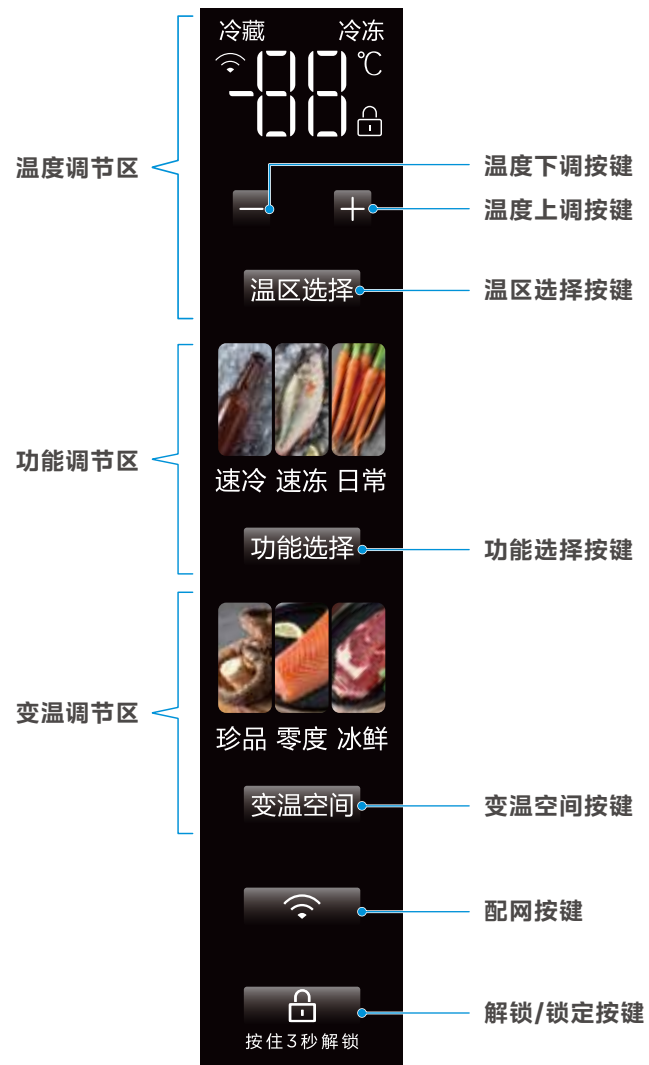 冷藏 冷冻
-88 ℃
温度调节区
温度下调按键
— +
温度上调按键
温区选择
温区选择按键
功能调节区
速冷 速冻 日常
功能选择
功能选择按键
变温调节区
珍品 零度 冰鲜
变温空间
变温空间按键
配网按键
解锁/锁定按键
按住3秒解锁